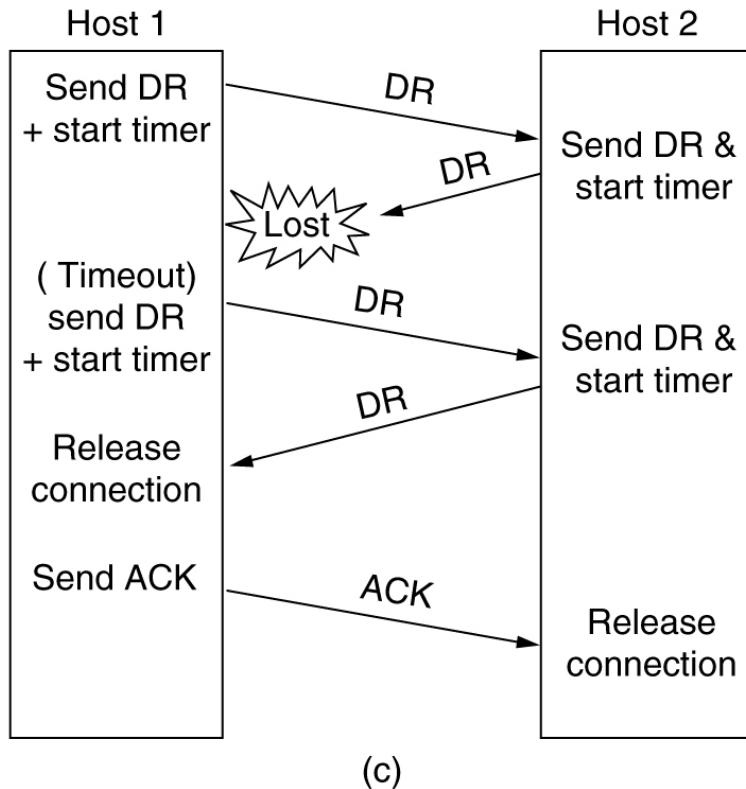 Host 1
Host 2
Send DR
+ start timer
DR
Send DR &
start timer
DR
Lost
( Timeout)
send DR
+ start timer
DR
Send DR &
start timer
DR
Release
connection
Send ACK
ACK
Release
connection
(c)